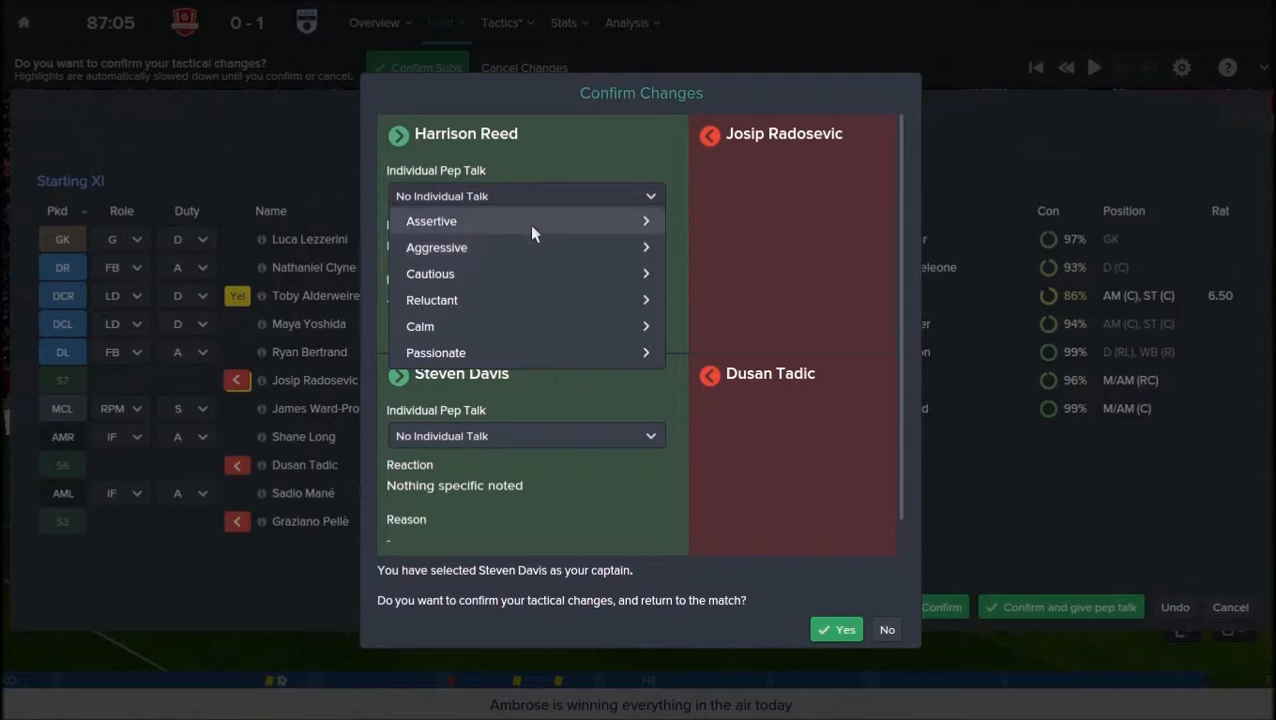 87:05 0 - 1 Overview Field Tactics* Stats Analysis
Do you want to confirm your tactical changes?
Highlights are automatically slowed down until you confirm or cancel.
Confirm Subs Cancel Changes
Confirm Changes
Harrison Reed Josip Radosevic
Individual Pep Talk
No Individual Talk
Assertive
Aggressive
Cautious
Reluctant
Calm
Passionate
Steven Davis Dusan Tadic
Individual Pep Talk
No Individual Talk
Reaction
Nothing specific noted
Reason
-
You have selected Steven Davis as your captain.
Do you want to confirm your tactical changes, and return to the match?
Yes No
Starting XI
Pkd Role Duty Name Con Position Rat
GK G D Luca Lezzerini 97% GK
DR FB A Nathaniel Clyne eleone 93% D (C)
DCR LD D Yel Toby Alderweire 86% AM (C), ST (C) 6.50
DCL LD D Maya Yoshida 94% AM (C), ST (C)
DL FB A Ryan Bertrand 99% D (RL), WB (R)
S7 Josip Radosevic 96% M/AM (RC)
MCL RPM S James Ward-Pro 99% M/AM (C)
AMR IF A Shane Long
S6 Dusan Tadic
AML IF A Sadio Mané
S3 Graziano Pellè
Confirm Confirm and give pep talk Undo Cancel
HT
Ambrose is winning everything in the air today